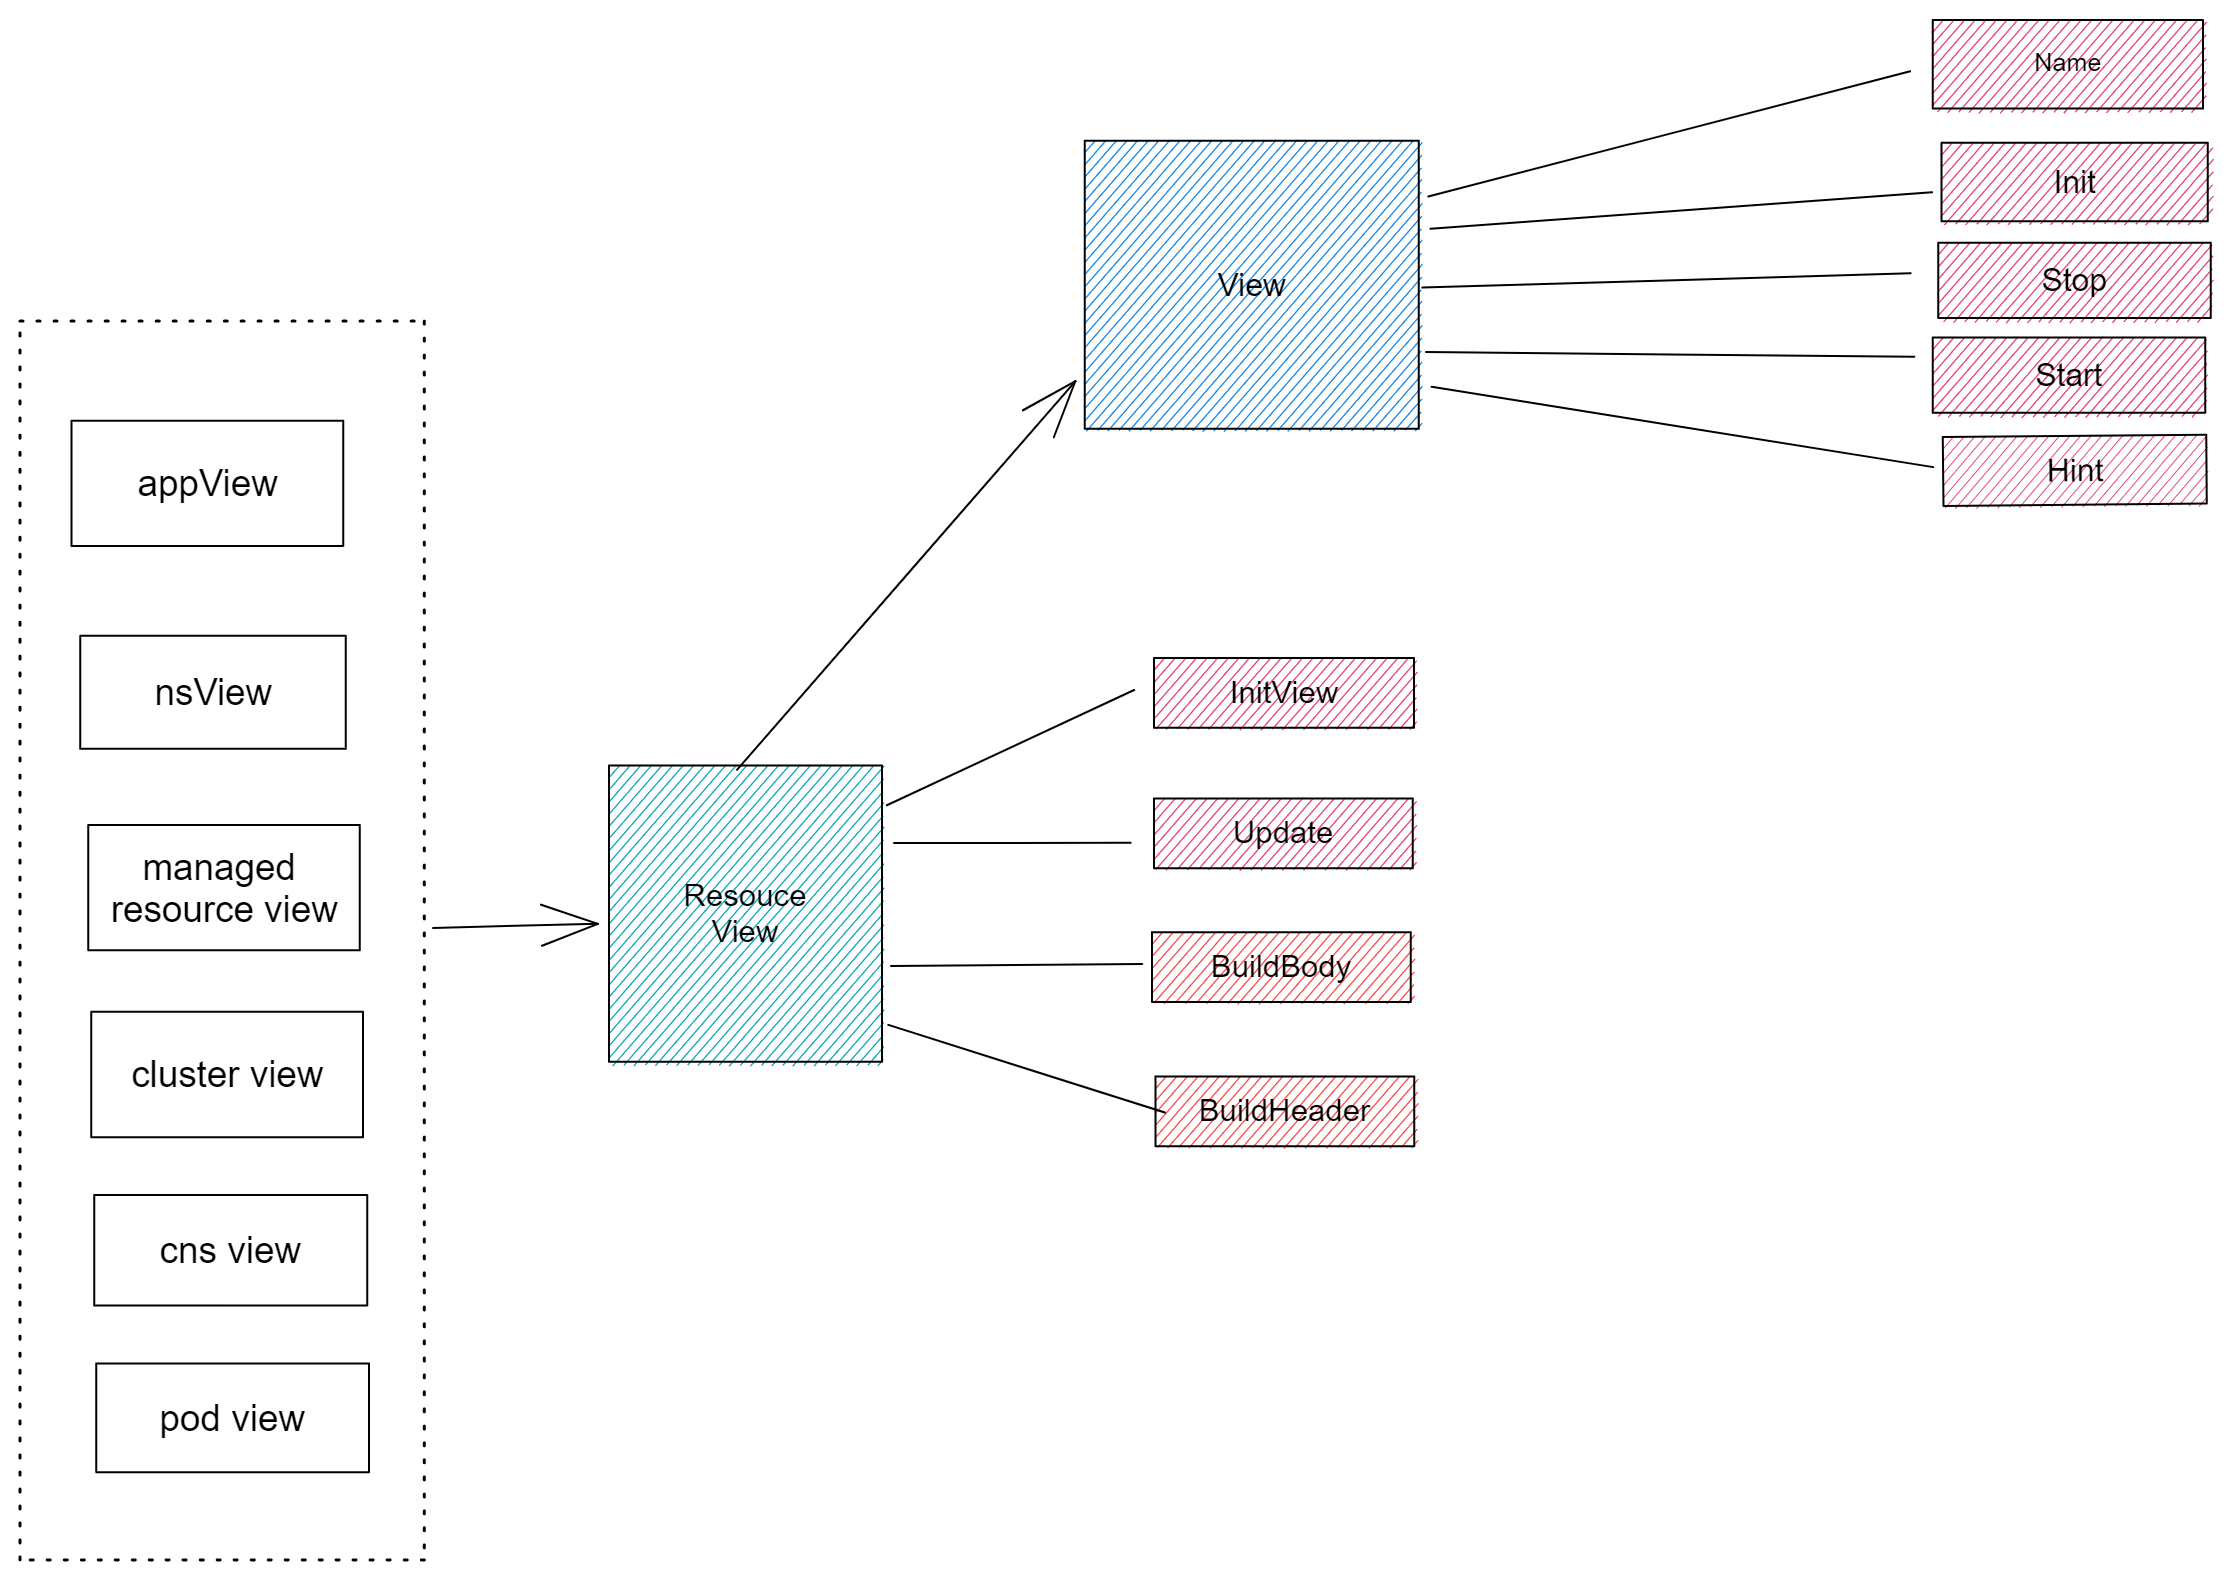 appView
nsView
managed
resource view
cluster view
cns view
pod view
Resouce
View
View
Name
Init
Stop
Start
Hint
InitView
Update
BuildBody
BuildHeader